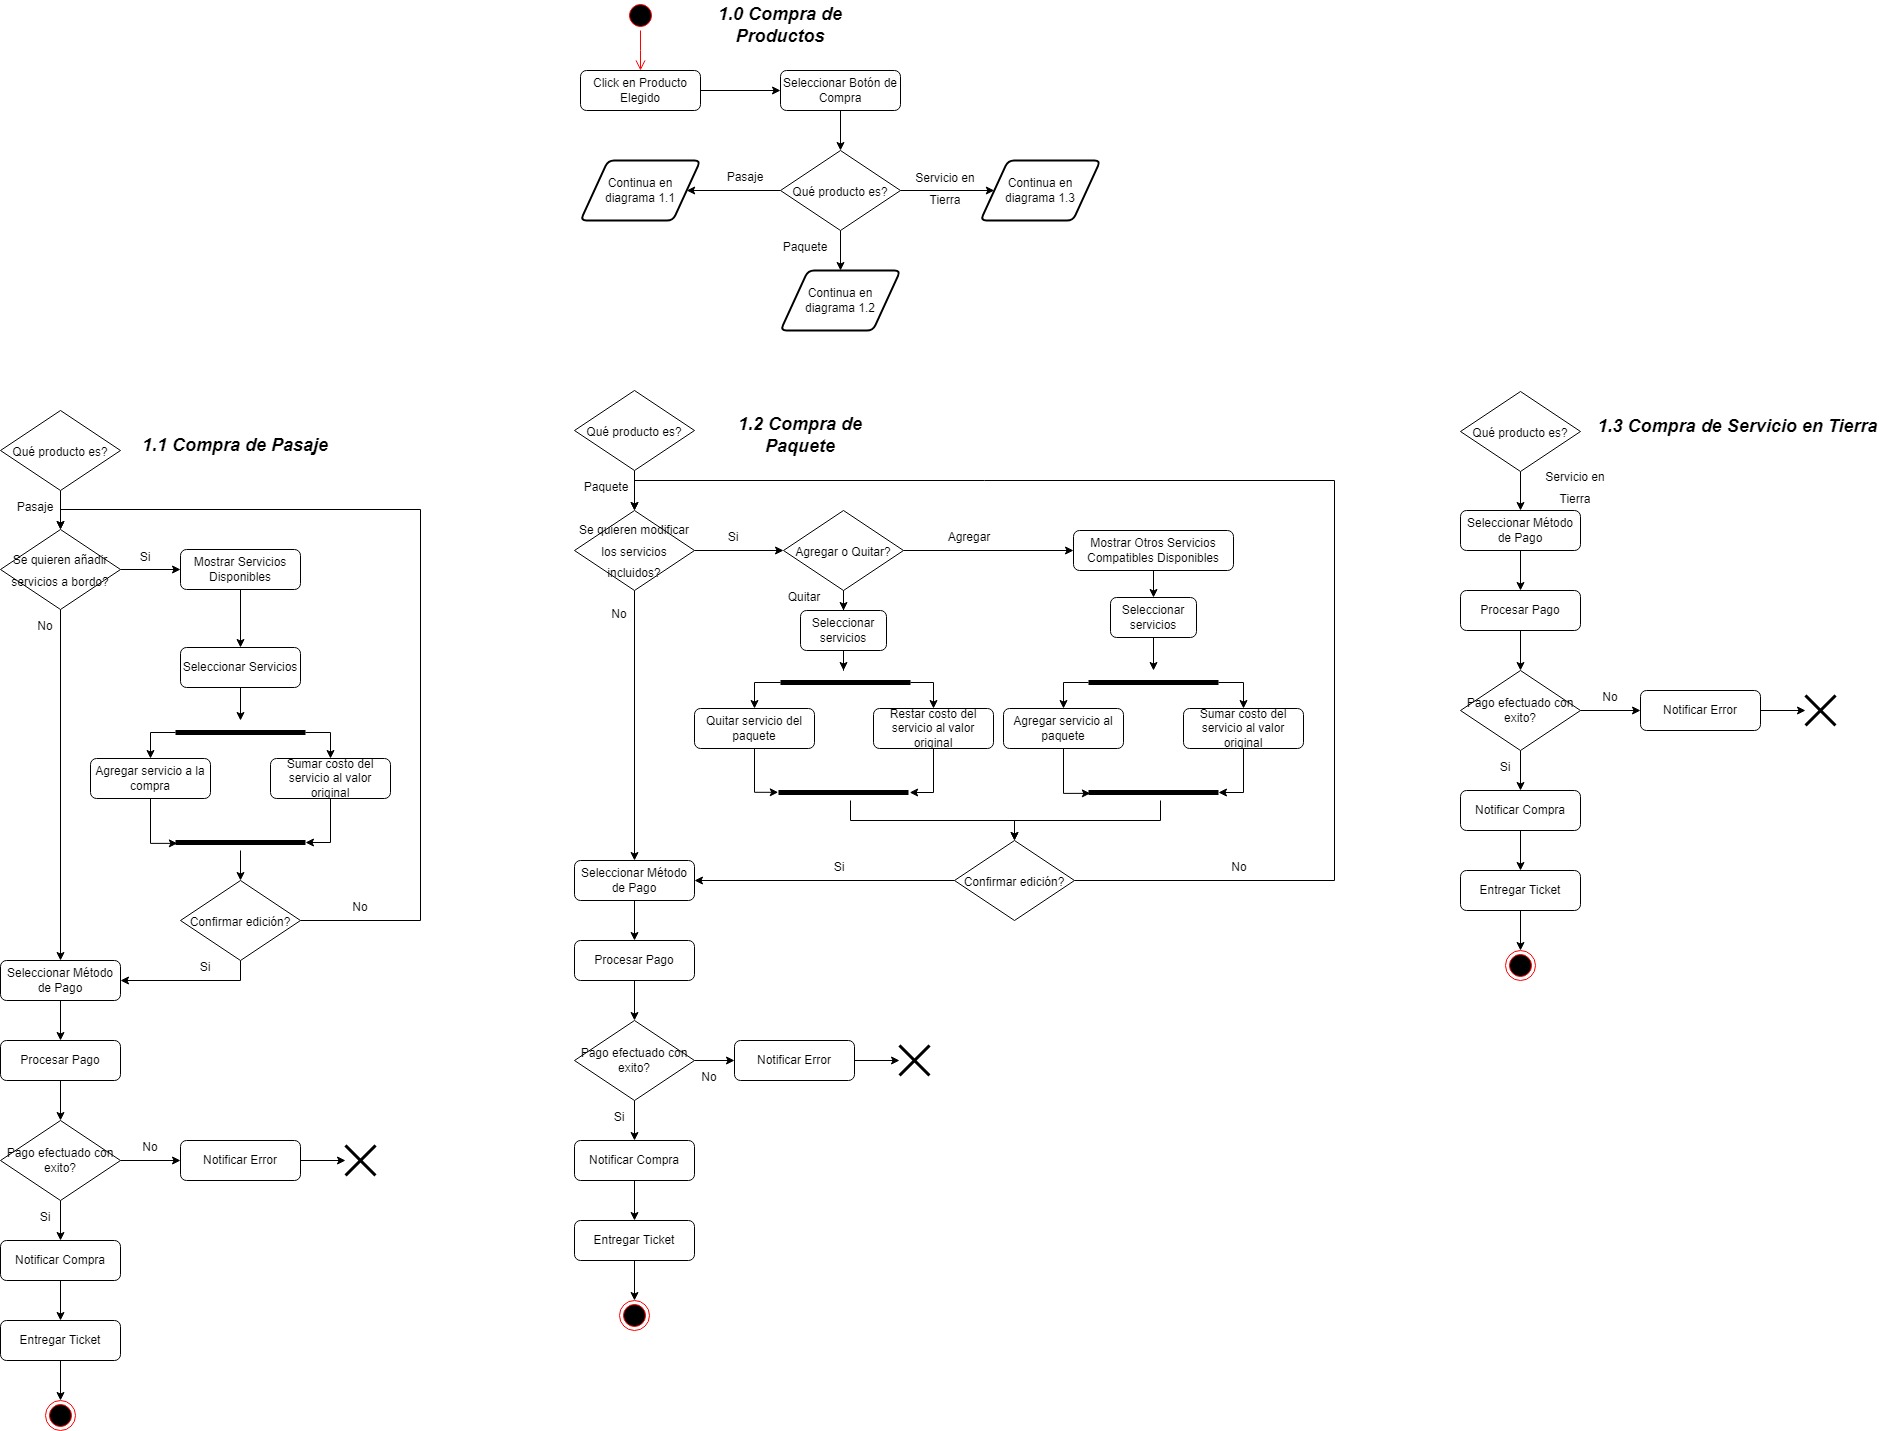 1.0 Compra de
Productos
Click en Producto
Elegido
Seleccionar Botón de
Compra
Qué producto es?
Pasaje
Continua en
diagrama 1.1
Servicio en
Tierra
Continua en
diagrama 1.3
Paquete
Continua en
diagrama 1.2
Qué producto es?
1.1 Compra de Pasaje
Pasaje
Se quieren añadir
servicios a bordo?
Si
Mostrar Servicios
Disponibles
No
Seleccionar Servicios
Agregar servicio a la
compra
Sumar costo del
servicio al valor
original
Confirmar edición?
No
Si
Seleccionar Método
de Pago
Procesar Pago
Pago efectuado con
exito?
No
Notificar Error
Si
Notificar Compra
Entregar Ticket
Qué producto es?
1.2 Compra de
Paquete
Paquete
Se quieren modificar
los servicios
incluidos?
Si
Agregar o Quitar?
Agregar
Mostrar Otros Servicios
Compatibles Disponibles
Quitar
No
Seleccionar
servicios
Seleccionar
servicios
Quitar servicio del
paquete
Restar costo del
servicio al valor
original
Agregar servicio al
paquete
Sumar costo del
servicio al valor
original
Confirmar edición?
Si
No
Seleccionar Método
de Pago
Procesar Pago
Pago efectuado con
exito?
No
Notificar Error
Si
Notificar Compra
Entregar Ticket
Qué producto es?
1.3 Compra de Servicio en Tierra
Servicio en
Tierra
Seleccionar Método
de Pago
Procesar Pago
Pago efectuado con
exito?
No
Notificar Error
Si
Notificar Compra
Entregar Ticket